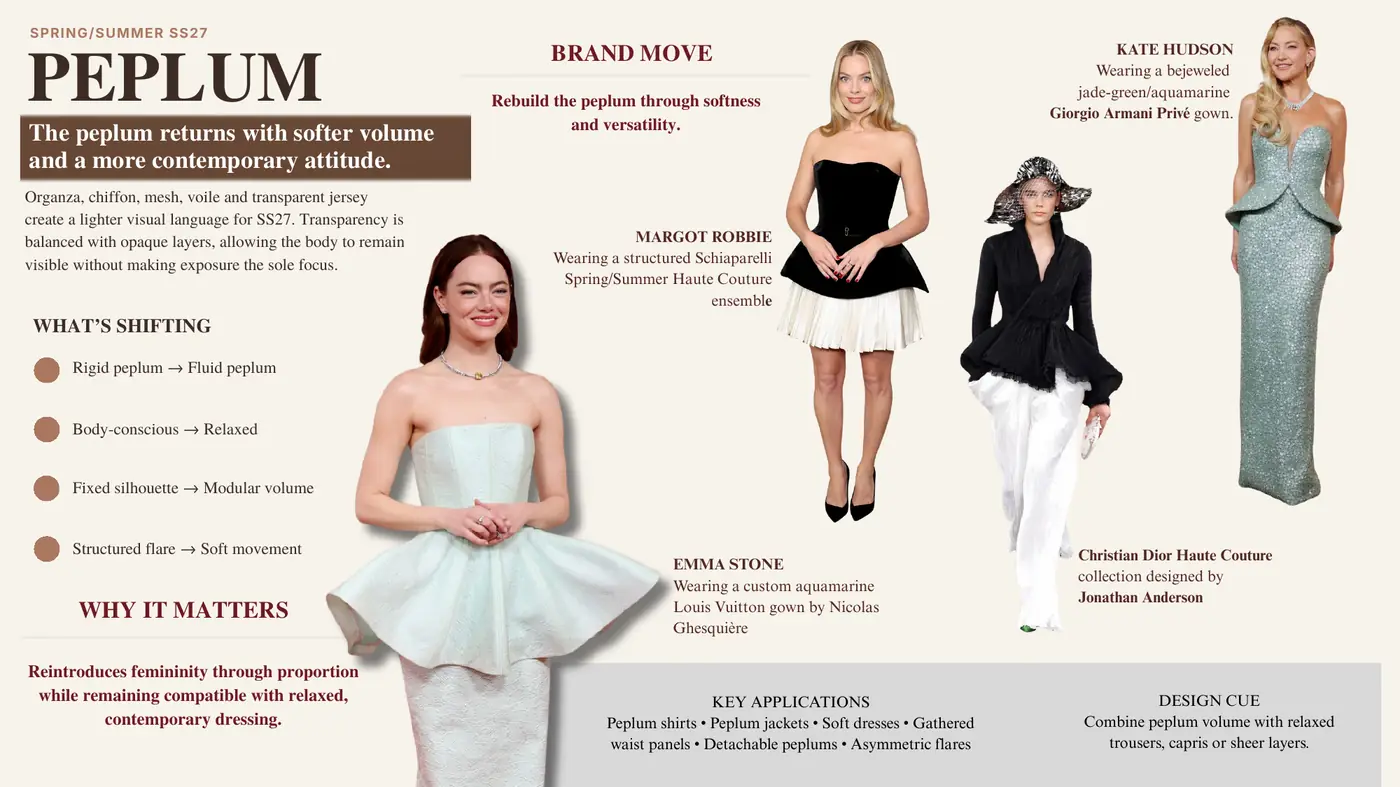 SPRING/SUMMER SS27
PEPLUM
The peplum returns with softer volume
and a more contemporary attitude.
Organza, chiffon, mesh, voile and transparent jersey
create a lighter visual language for SS27. Transparency is
balanced with opaque layers, allowing the body to remain
visible without making exposure the sole focus.
WHAT'S SHIFTING
Rigid peplum → Fluid peplum
Body-conscious → Relaxed
Fixed silhouette → Modular volume
Structured flare → Soft movement
WHY IT MATTERS
Reintroduces femininity through proportion
while remaining compatible with relaxed,
contemporary dressing.
BRAND MOVE
Rebuild the peplum through softness
and versatility.
MARGOT ROBBIE
Wearing a structured Schiaparelli
Spring/Summer Haute Couture
ensemble
KATE HUDSON
Wearing a bejeweled
jade-green/aquamarine
Giorgio Armani Privé gown.
EMMA STONE
Wearing a custom aquamarine
Louis Vuitton gown by Nicolas
Ghesquière
Christian Dior Haute Couture
collection designed by
Jonathan Anderson
KEY APPLICATIONS
Peplum shirts • Peplum jackets • Soft dresses • Gathered
waist panels • Detachable peplums • Asymmetric flares
DESIGN CUE
Combine peplum volume with relaxed
trousers, capris or sheer layers.